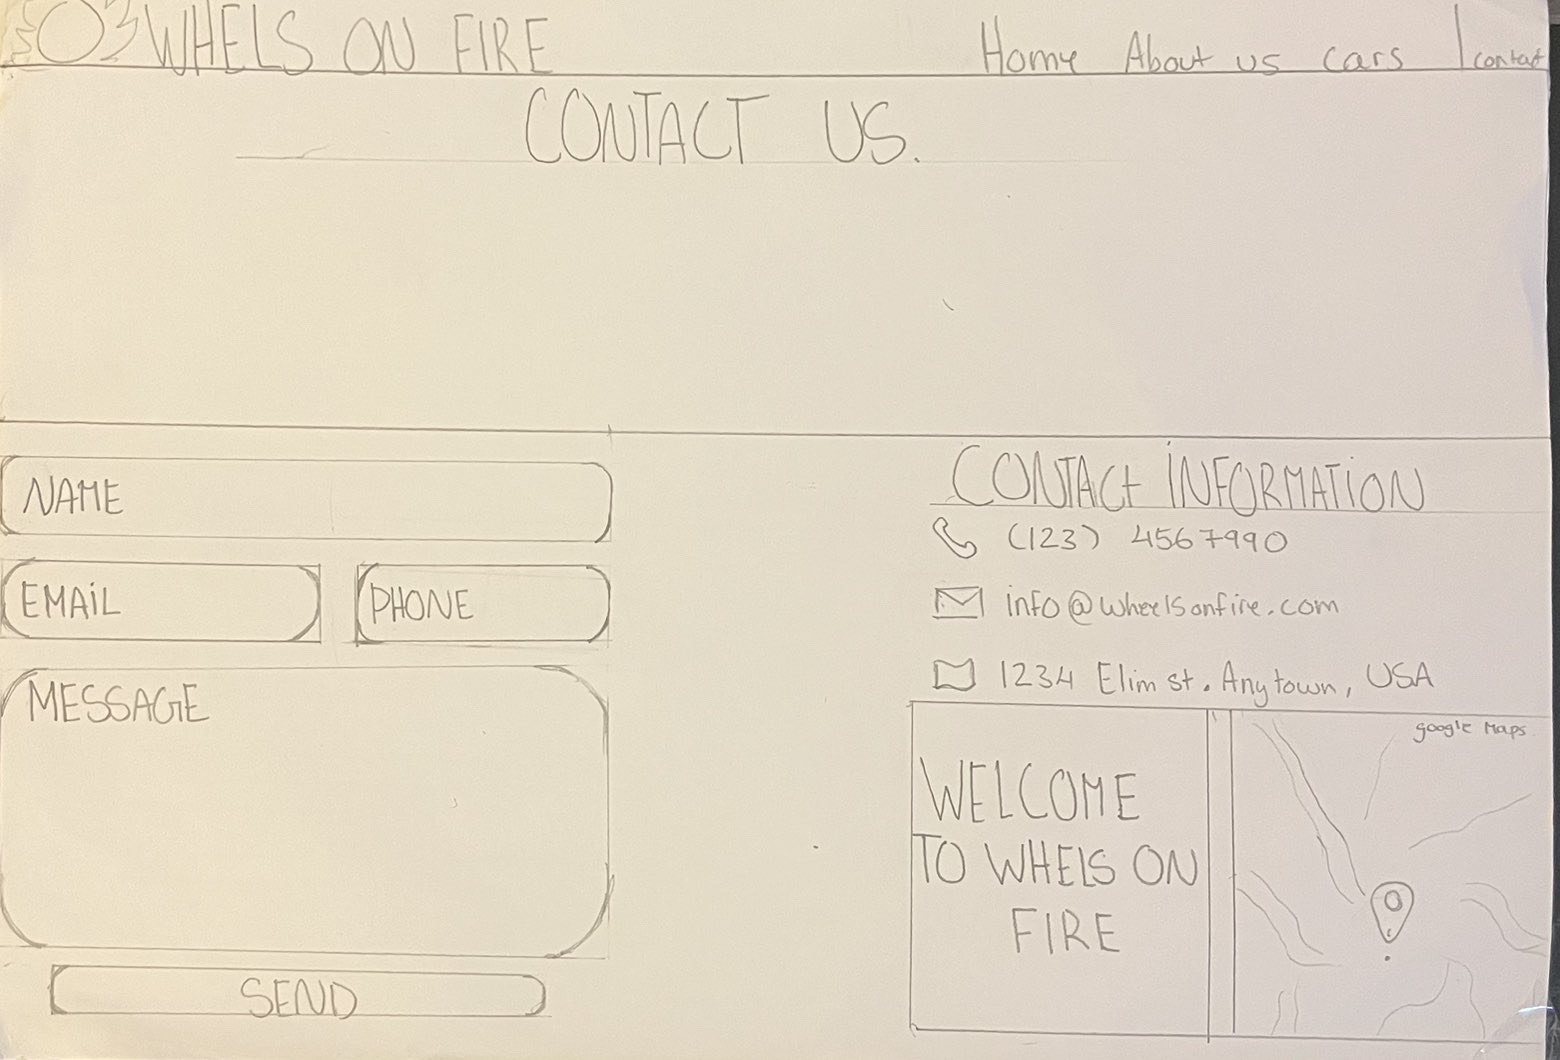 WHELS ON FIRE
Home About us cars contact
CONTACT US.
NAME
EMAIL PHONE
MESSAGE
SEND
CONTACT INFORMATION
(123) 4567990
info@wheelsonfire.com
1234 Elim st. Anytown, USA
WELCOME
TO WHELS ON
FIRE
google Maps